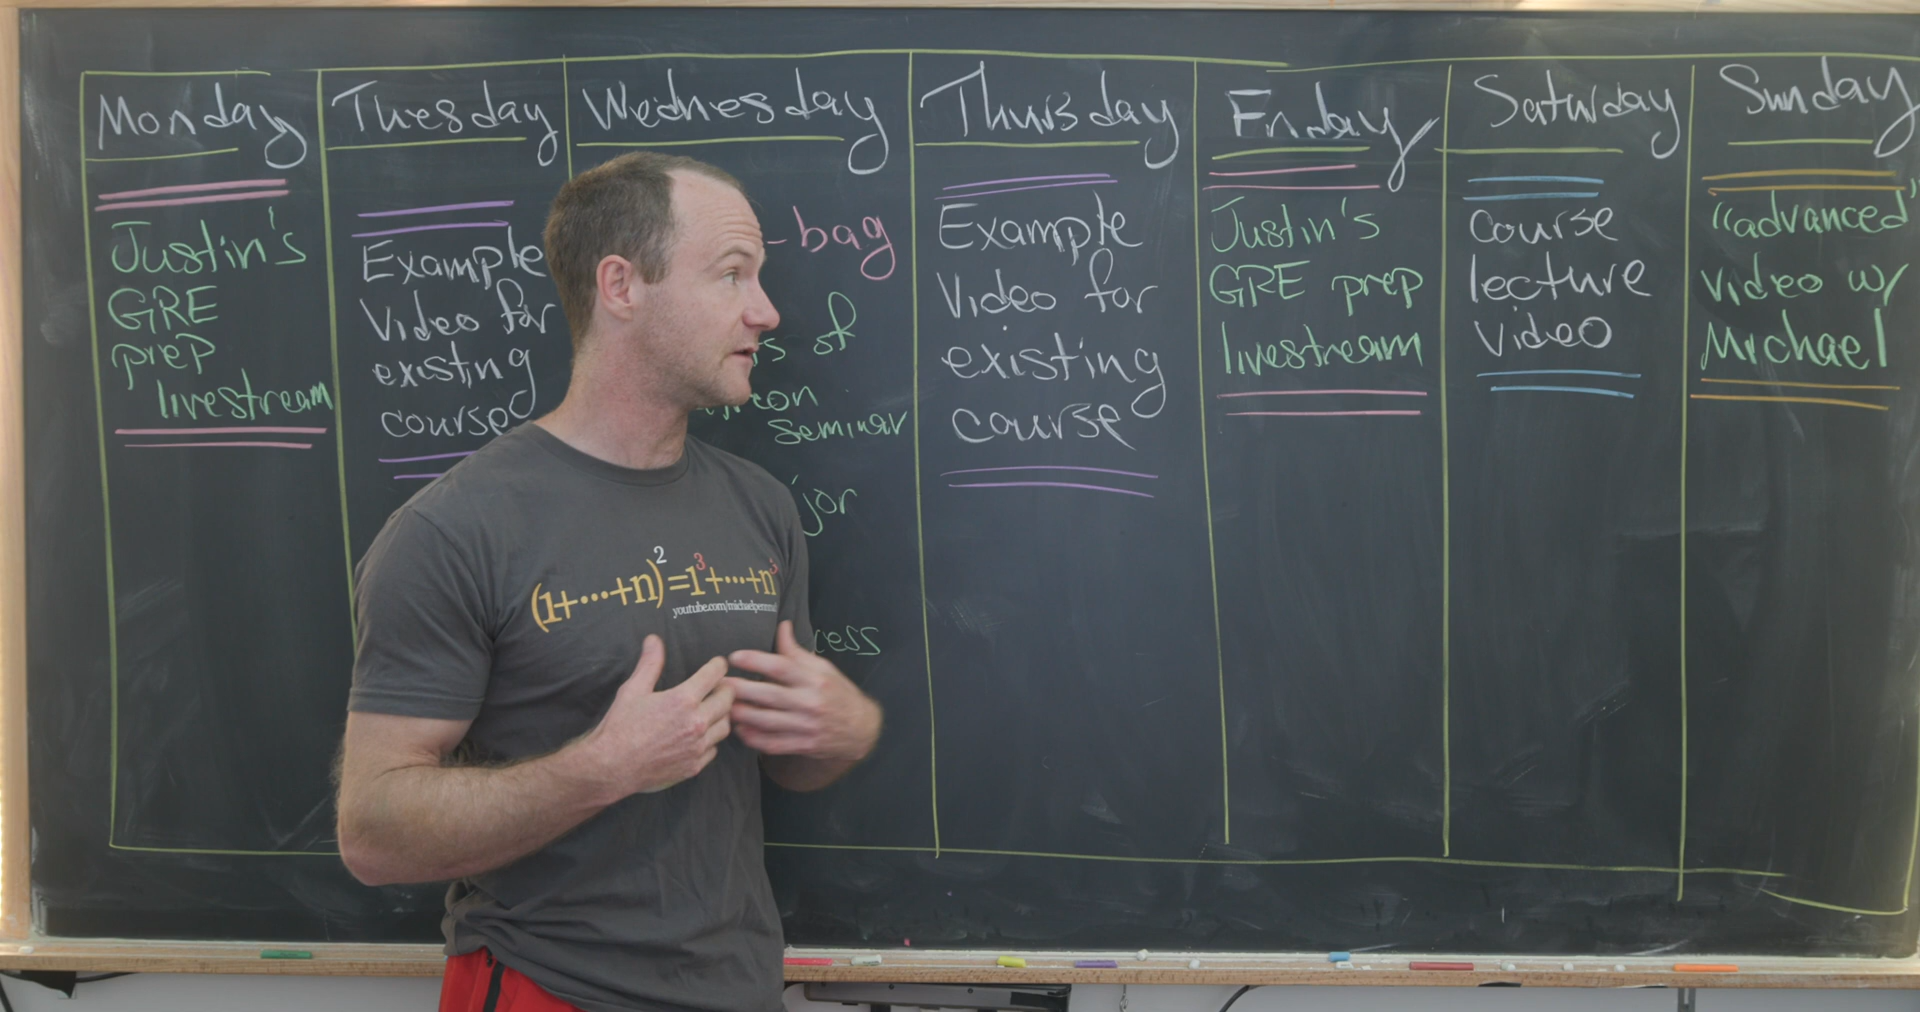 Monday
Justin's
GRE
prep
livestream
Tuesday
Example
Video for
existing
course
Wednesday
-bag
of
seminar
Thursday
Example
Video for
existing
course
Friday
Justin's
GRE prep
livestream
Saturday
course
lecture
video
Sunday
"advanced"
video w/
Michael
(1+···+n)²=1³+···+n³